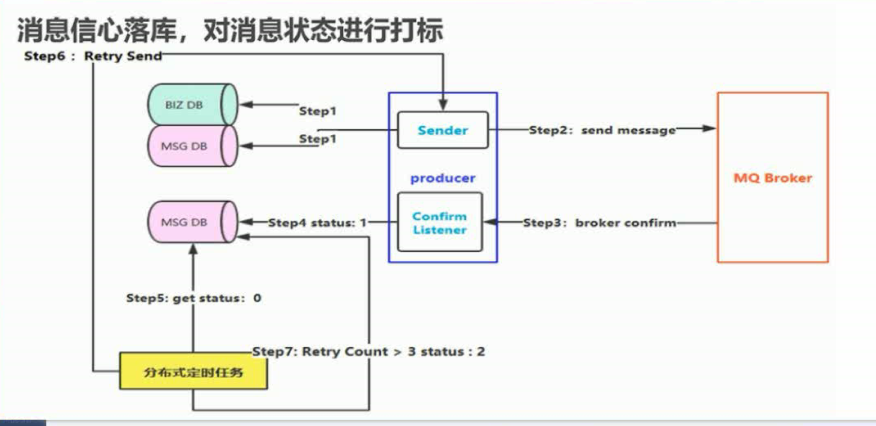 消息信心落库，对消息状态进行打标
Step6 :  Retry Send
BIZ DB
Step1
MSG DB
Step1
Sender
Step2:  send message
producer
MQ Broker
MSG DB
Step4 status: 1
Confirm
Listener
Step3:  broker confirm
Step5: get status:  0
Step7: Retry Count > 3 status : 2
分布式定时任务